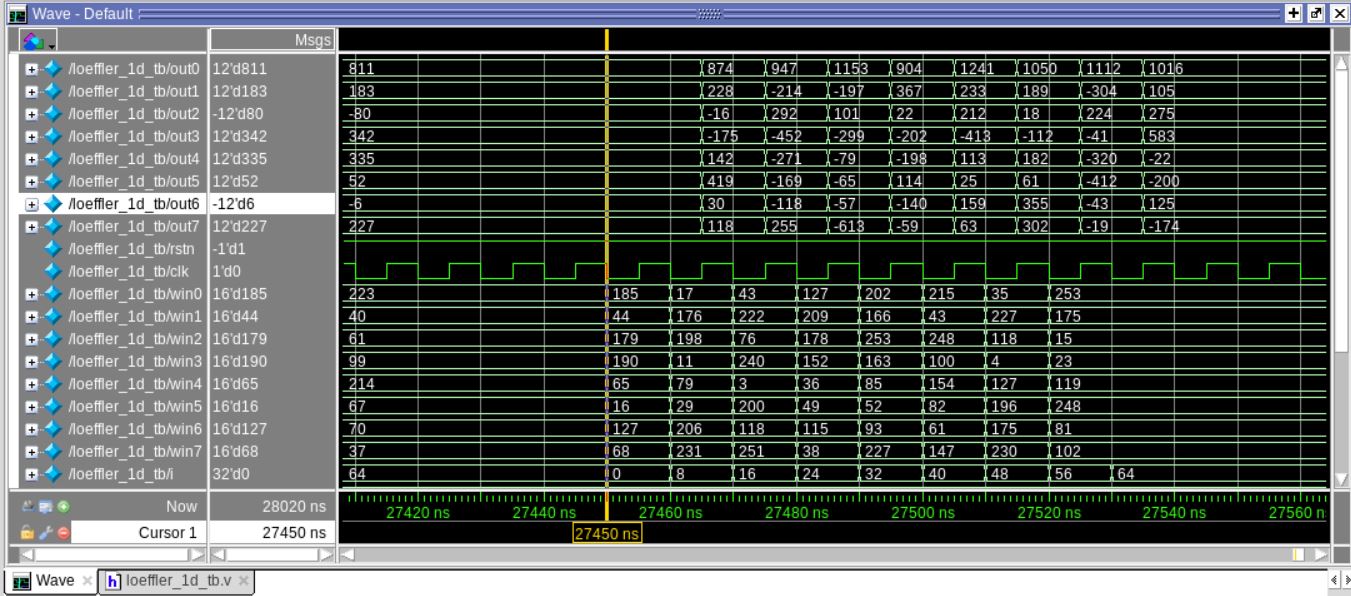 Wave - Default
Msgs
/loeffler_1d_tb/out0 12'd811 811 874 947 1153 904 1241 1050 1112 1016
/loeffler_1d_tb/out1 12'd183 183 228 -214 -197 367 233 189 -304 105
/loeffler_1d_tb/out2 -12'd80 -80 -16 292 101 22 212 18 224 275
/loeffler_1d_tb/out3 12'd342 342 -175 -452 -299 -202 -413 -112 -41 583
/loeffler_1d_tb/out4 12'd335 335 142 -271 -79 -198 113 182 -320 -22
/loeffler_1d_tb/out5 12'd52 52 419 -169 -65 114 25 61 -412 -200
/loeffler_1d_tb/out6 -12'd6 -6 30 -118 -57 -140 159 355 -43 125
/loeffler_1d_tb/out7 12'd227 227 118 255 -613 -59 63 302 -19 -174
/loeffler_1d_tb/rstn -1'd1
/loeffler_1d_tb/clk 1'd0
/loeffler_1d_tb/win0 16'd185 223 185 17 43 127 202 215 35 253
/loeffler_1d_tb/win1 16'd44 40 44 176 222 209 166 43 227 175
/loeffler_1d_tb/win2 16'd179 61 179 198 76 178 253 248 118 15
/loeffler_1d_tb/win3 16'd190 99 190 11 240 152 163 100 4 23
/loeffler_1d_tb/win4 16'd65 214 65 79 3 36 85 154 127 119
/loeffler_1d_tb/win5 16'd16 67 16 29 200 49 52 82 196 248
/loeffler_1d_tb/win6 16'd127 70 127 206 118 115 93 61 175 81
/loeffler_1d_tb/win7 16'd68 37 68 231 251 38 227 147 230 102
/loeffler_1d_tb/i 32'd0 64 0 8 16 24 32 40 48 56 64
Now 28020 ns 27420 ns 27440 ns 27460 ns 27480 ns 27500 ns 27520 ns 27540 ns 27560 n
Cursor 1 27450 ns 27450 ns
Wave h loeffler_1d_tb.v